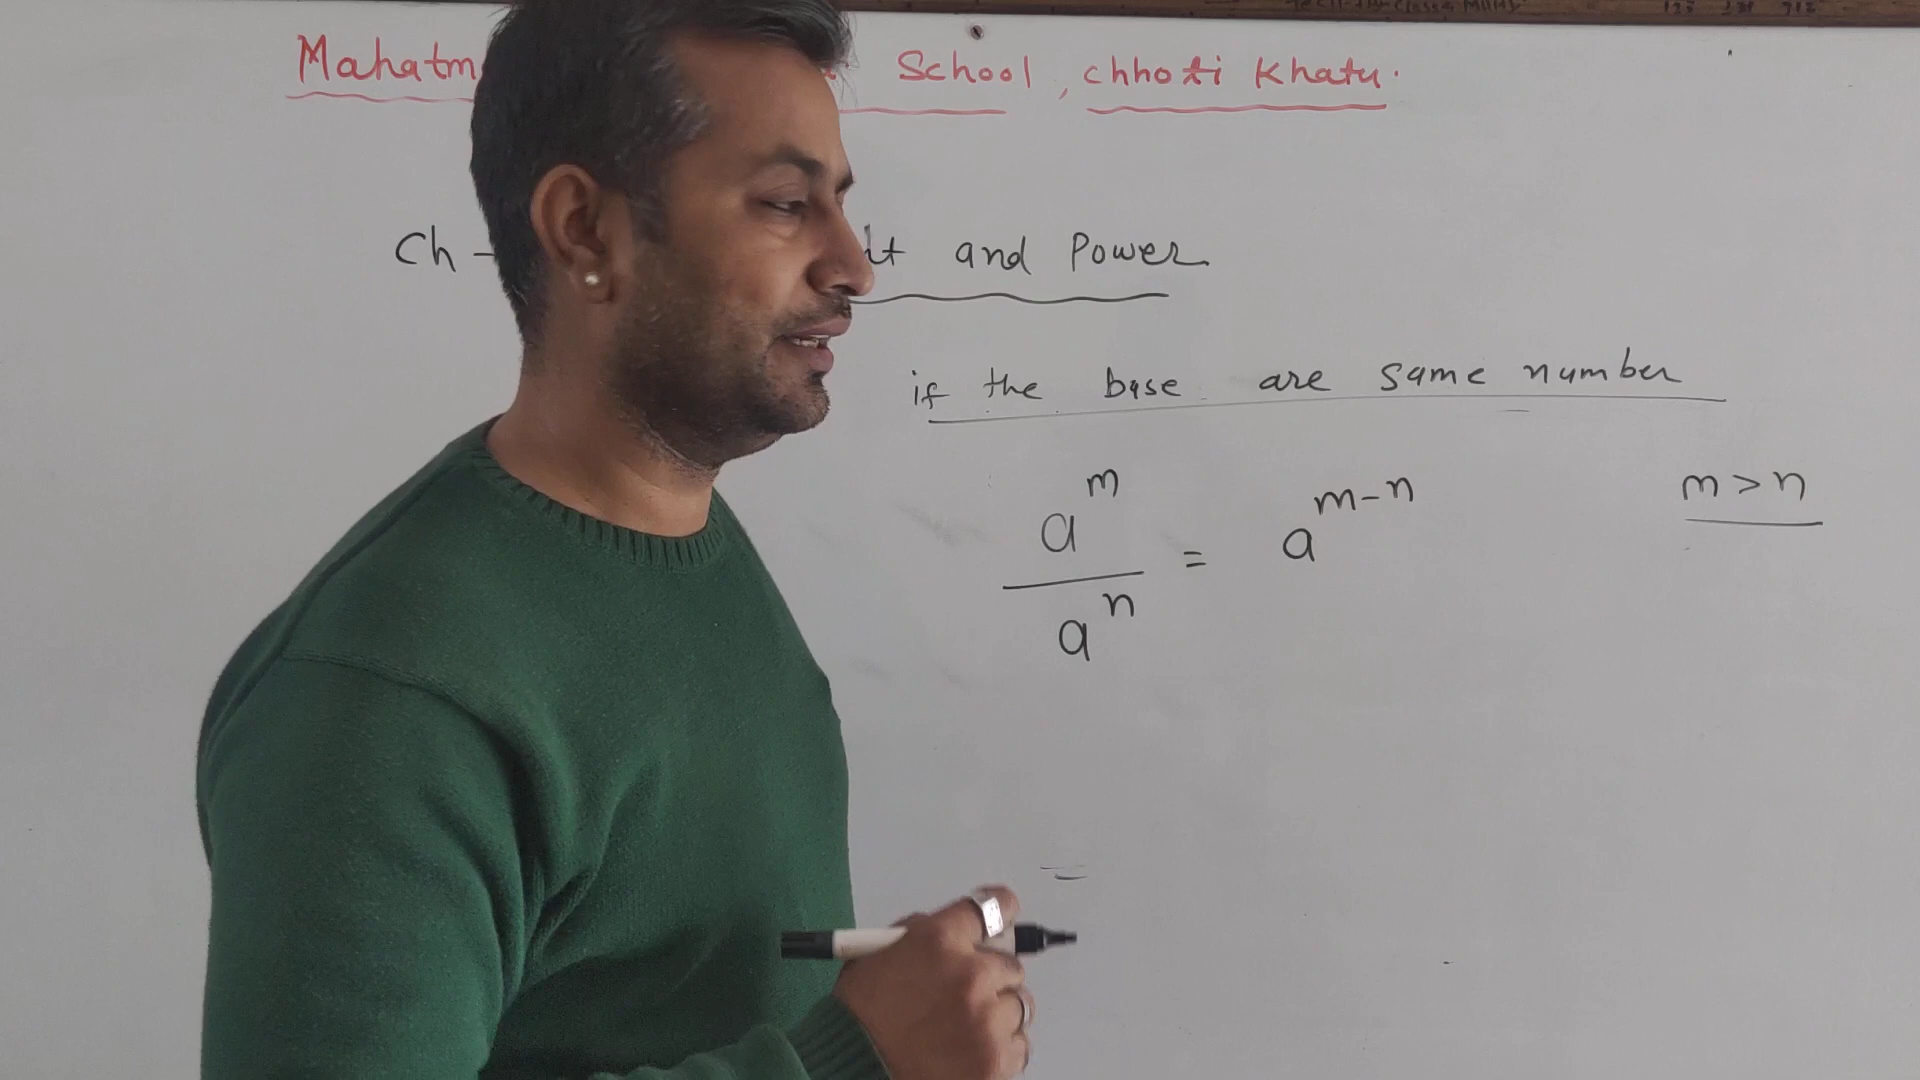 Mahatm School, chhoti Khatu.
Ch - and Power
if the base are same number
a^m / a^n = a^m-n m > n
=